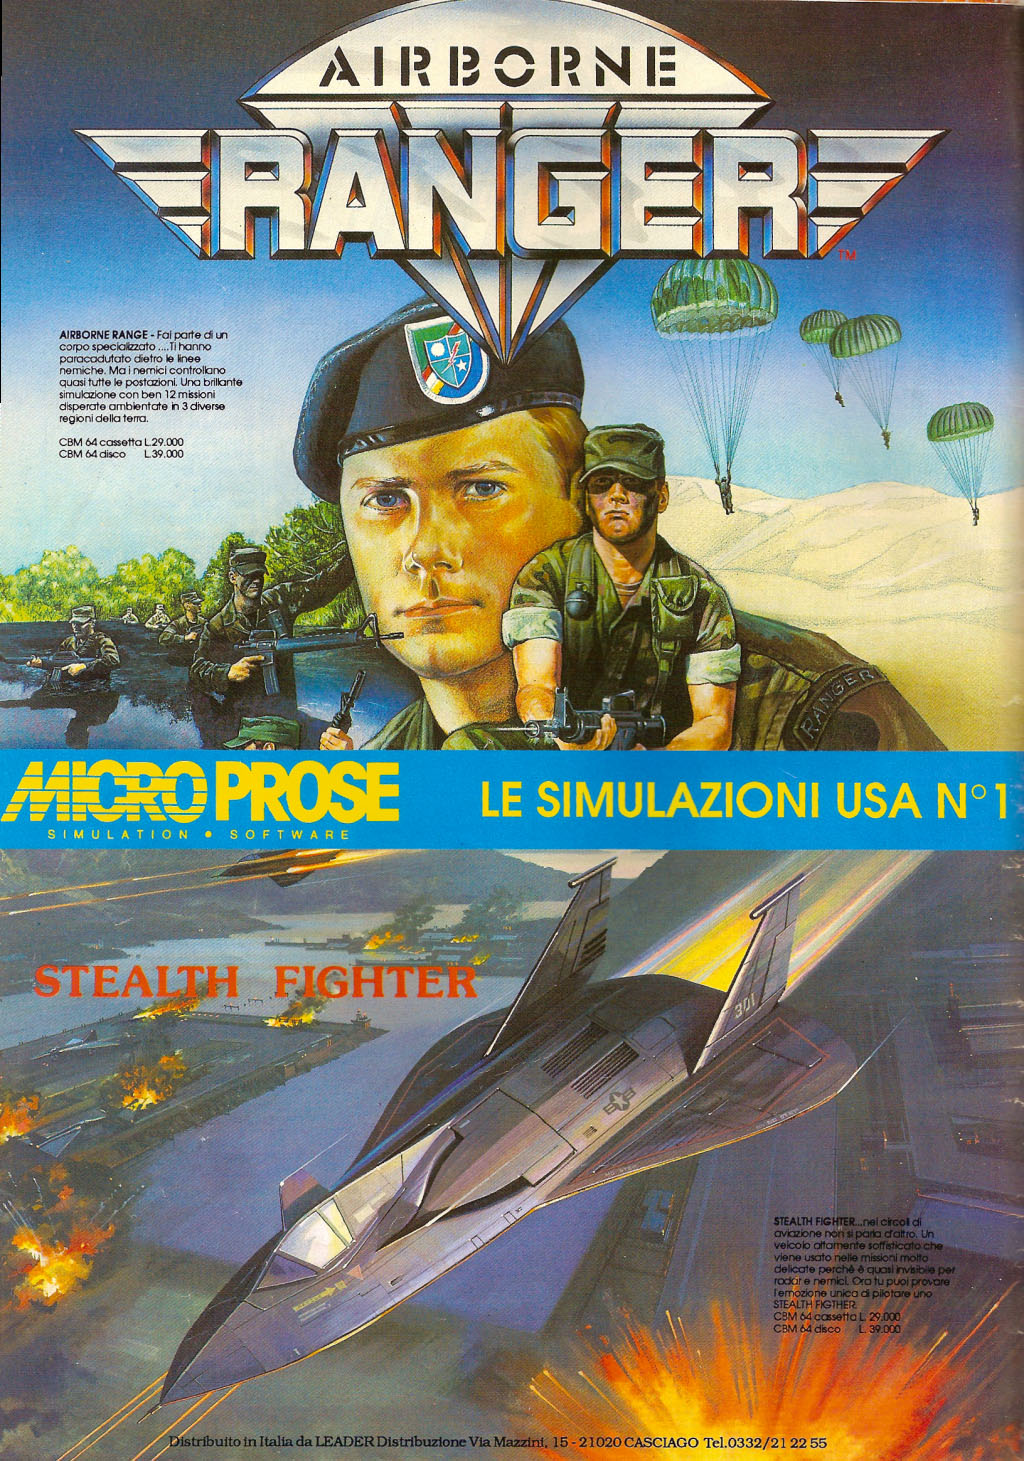 AIRBORNE
RANGER
TM
AIRBORNE RANGE - Fai parte di un
corpo specializzato ....Ti hanno
paracadutato dietro le linee
nemiche. Ma i nemici controllano
quasi tutte le postazioni. Una brillante
simulazione con ben 12 missioni
disperate ambientate in 3 diverse
regioni della terra.
CBM 64 cassetta L.29.000
CBM 64 disco L.39.000
RANGER
MICRO PROSE
SIMULATION • SOFTWARE
LE SIMULAZIONI USA N° 1
STEALTH FIGHTER
301
STEALTH FIGHTER...nei circoli di
aviazione non si parla d'altro. Un
veicolo altamente soffisticato che
viene usato nelle missioni molto
delicate perchè è quasi invisibile per
radar e nemici. Ora tu puoi provare
l'emozione unica di pilotare uno
STEALTH FIGTHER.
CBM 64 cassetta L. 29.000
CBM 64 disco L. 39.000
Distribuito in Italia da LEADER Distribuzione Via Mazzini, 15 - 21020 CASCIAGO Tel.0332/21 22 55